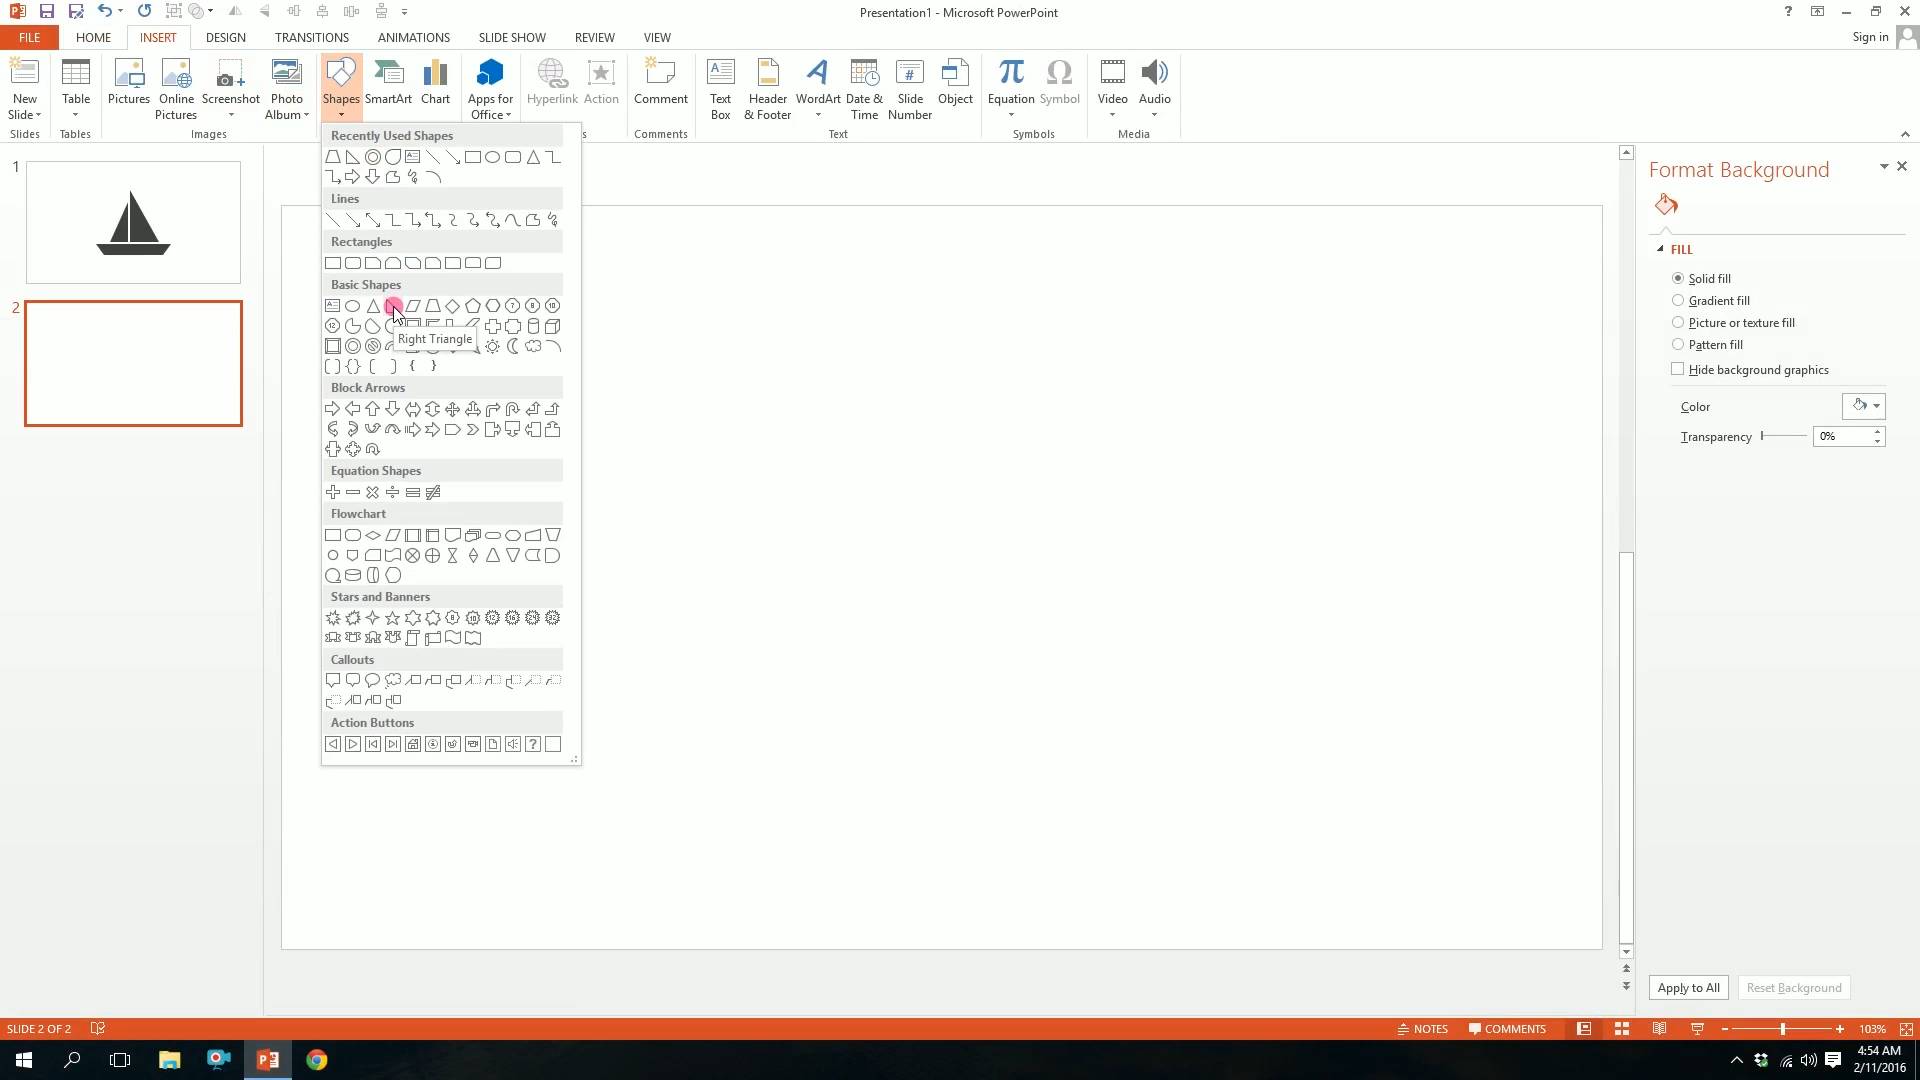 Presentation1 - Microsoft PowerPoint
?
FILE HOME INSERT DESIGN TRANSITIONS ANIMATIONS SLIDE SHOW REVIEW VIEW Sign in
New Slide
Table
Pictures
Online Pictures
Screenshot
Photo Album
Shapes
SmartArt
Chart
Apps for Office
Hyperlink
Action
Comment
Text Box
Header & Footer
WordArt
Date & Time
Slide Number
Object
Equation
Symbol
Video
Audio
Slides Tables Images s Comments Text Symbols Media
Recently Used Shapes
Lines
Rectangles
Basic Shapes
Right Triangle
Block Arrows
Equation Shapes
Flowchart
Stars and Banners
Callouts
Action Buttons
1
2
Format Background
FILL
Solid fill
Gradient fill
Picture or texture fill
Pattern fill
Hide background graphics
Color
Transparency 0%
Apply to All Reset Background
SLIDE 2 OF 2 NOTES COMMENTS 103%
4:54 AM
2/11/2016